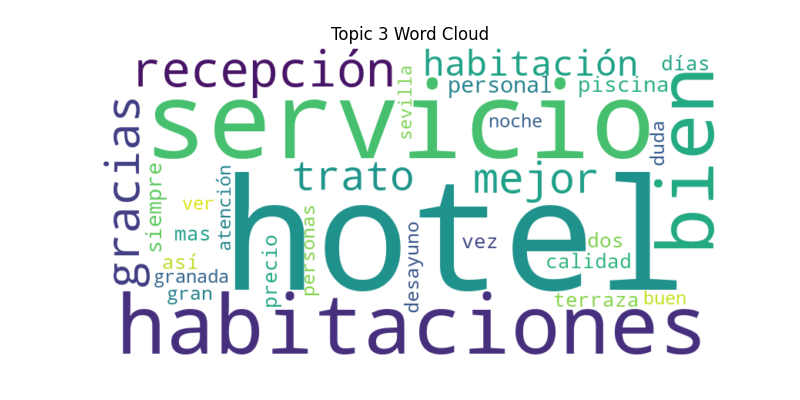 Topic 3 Word Cloud
recepción
habitación
días
personal
piscina
servicio
sevilla
noche
duda
bien
gracias
trato
mejor
siempre
atención
ver
mas
así
granada
gran
precio
personas
hotel
desayuno
vez
dos
calidad
terraza
buen
habitaciones